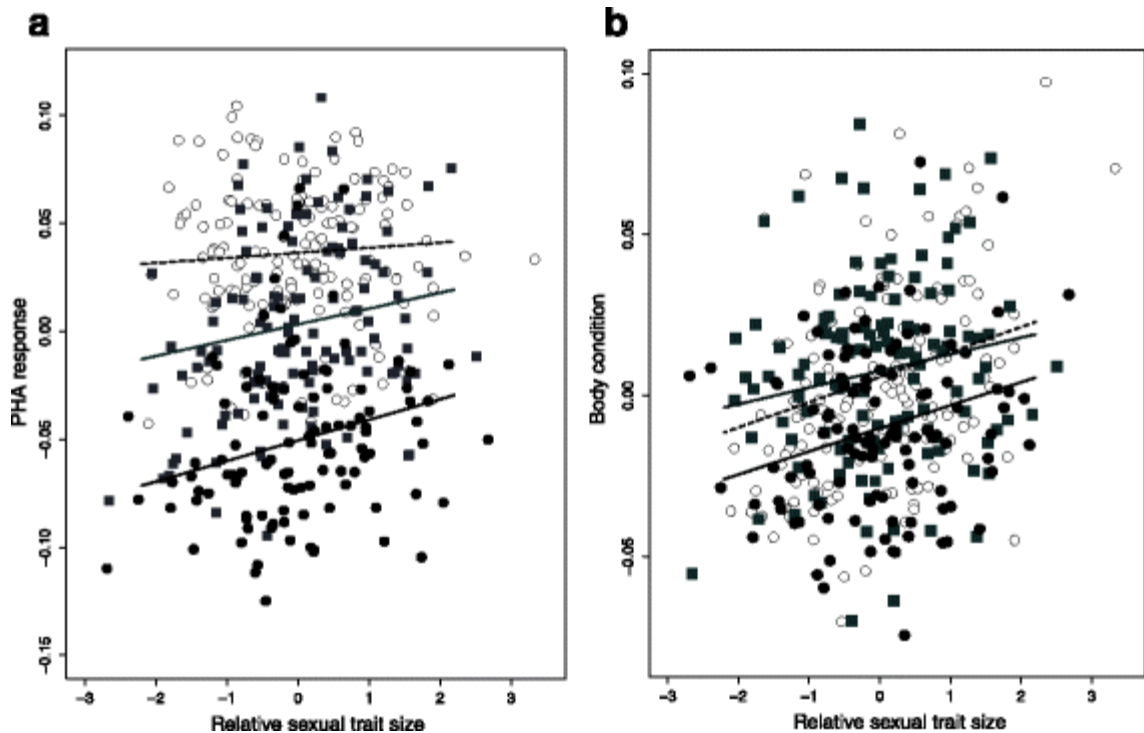 a
b
0.10
0.05
0.00
−0.05
−0.10
−0.15
PHA response
−3 −2 −1 0 1 2 3
Relative sexual trait size
0.10
0.05
0.00
−0.05
Body condition
−3 −2 −1 0 1 2 3
Relative sexual trait size